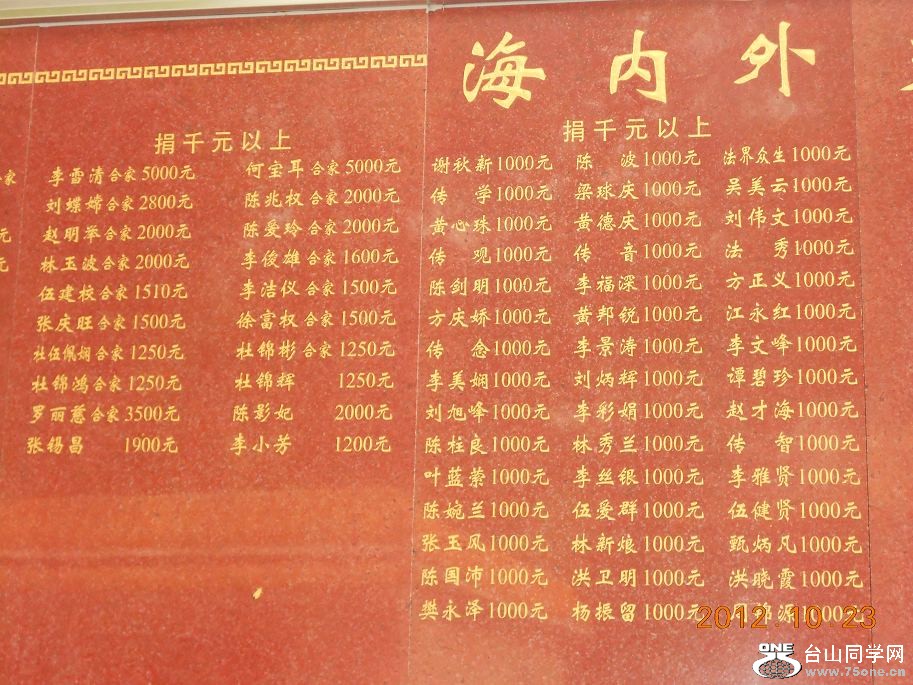 海内外
捐千元以上
李雪清合家5000元 何宝耳合家5000元
刘蝶嫦合家2800元 陈兆权合家2000元
赵明举合家2000元 陈爱玲合家2000元
林玉波合家2000元 李俊雄合家1600元
伍建校合家1510元 李洁仪合家1500元
张庆旺合家1500元 徐富权合家1500元
杜伍佩娴合家1250元 杜锦彬合家1250元
杜锦鸿合家1250元 杜锦辉 1250元
罗丽慈合家3500元 陈影妃 2000元
张锡昌 1900元 李小芳 1200元
捐千元以上
谢秋新1000元 陈波1000元 法界众生1000元
传学1000元 梁球庆1000元 吴美云1000元
黄心珠1000元 黄德庆1000元 刘伟文1000元
传观1000元 传音1000元 法秀1000元
陈剑明1000元 李福深1000元 方正义1000元
方庆娇1000元 黄邦锐1000元 江永红1000元
传念1000元 李景涛1000元 李文峰1000元
李美娴1000元 刘炳辉1000元 谭碧珍1000元
刘旭峰1000元 李彩娟1000元 赵才海1000元
陈柱良1000元 林秀兰1000元 传智1000元
叶蓝萦1000元 李丝银1000元 李雅贤1000元
陈婉兰1000元 伍爱群1000元 伍健贤1000元
张玉凤1000元 林新娘1000元 甄炳凡1000元
陈国沛1000元 洪卫明1000元 洪晓霞1000元
樊永泽1000元 杨振留1000元 源1000元
2012.10.23
ONE 台山同学网
www.75one.cn